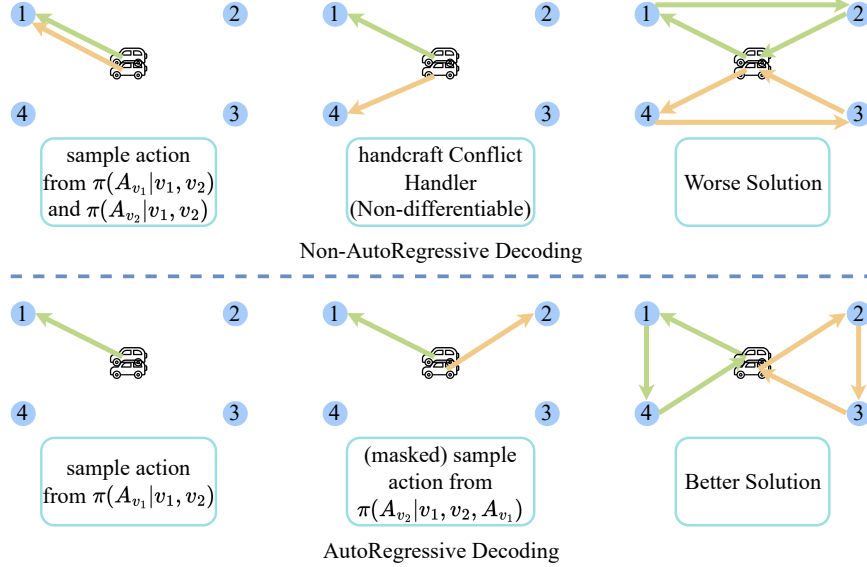 1 2 1 2 1 2
4 3 4 3 4 3
sample action
from π(A_{v_1}|v_1, v_2)
and π(A_{v_2}|v_1, v_2)
handcraft Conflict
Handler
(Non-differentiable)
Worse Solution
Non-AutoRegressive Decoding
1 2 1 2 1 2
4 3 4 3 4 3
sample action
from π(A_{v_1}|v_1, v_2)
(masked) sample
action from
π(A_{v_2}|v_1, v_2, A_{v_1})
Better Solution
AutoRegressive Decoding